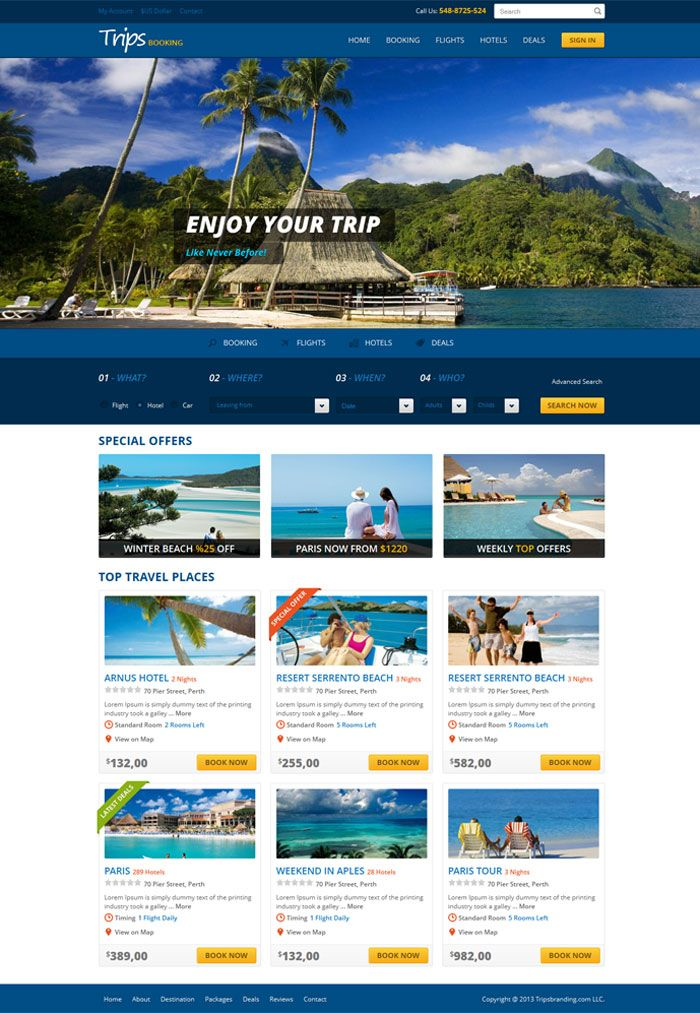 My Account $US Dollar Contact Call Us: 548-8725-524 Search
Trips BOOKING HOME BOOKING FLIGHTS HOTELS DEALS SIGN IN
ENJOY YOUR TRIP
Like Never Before!
BOOKING FLIGHTS HOTELS DEALS
01 - WHAT? 02 - WHERE? 03 - WHEN? 04 - WHO? Advanced Search
Flight Hotel Car Leaving from Date Adults Childs SEARCH NOW
SPECIAL OFFERS
WINTER BEACH %25 OFF PARIS NOW FROM $1220 WEEKLY TOP OFFERS
TOP TRAVEL PLACES
SPECIAL OFFER
ARNUS HOTEL 2 Nights RESERT SERRENTO BEACH 3 Nights RESERT SERRENTO BEACH 3 Nights
70 Pier Street, Perth 70 Pier Street, Perth 70 Pier Street, Perth
Lorem Ipsum is simply dummy text of the printing Lorem Ipsum is simply dummy text of the printing Lorem Ipsum is simply dummy text of the printing
industry took a galley ... More industry took a galley ... More industry took a galley ... More
Standard Room 2 Rooms Left Standard Room 5 Rooms Left Standard Room 5 Rooms Left
View on Map View on Map View on Map
$132,00 BOOK NOW $255,00 BOOK NOW $582,00 BOOK NOW
LATEST DEALS
PARIS 289 Hotels WEEKEND IN APLES 28 Hotels PARIS TOUR 3 Nights
70 Pier Street, Perth 70 Pier Street, Perth 70 Pier Street, Perth
Lorem Ipsum is simply dummy text of the printing Lorem Ipsum is simply dummy text of the printing Lorem Ipsum is simply dummy text of the printing
industry took a galley ... More industry took a galley ... More industry took a galley ... More
Timing 1 Flight Daily Timing 1 Flight Daily Standard Room 5 Rooms Left
View on Map View on Map View on Map
$389,00 BOOK NOW $132,00 BOOK NOW $982,00 BOOK NOW
Home About Destination Packages Deals Reviews Contact Copyright @ 2013 Tripsbranding.com LLC.